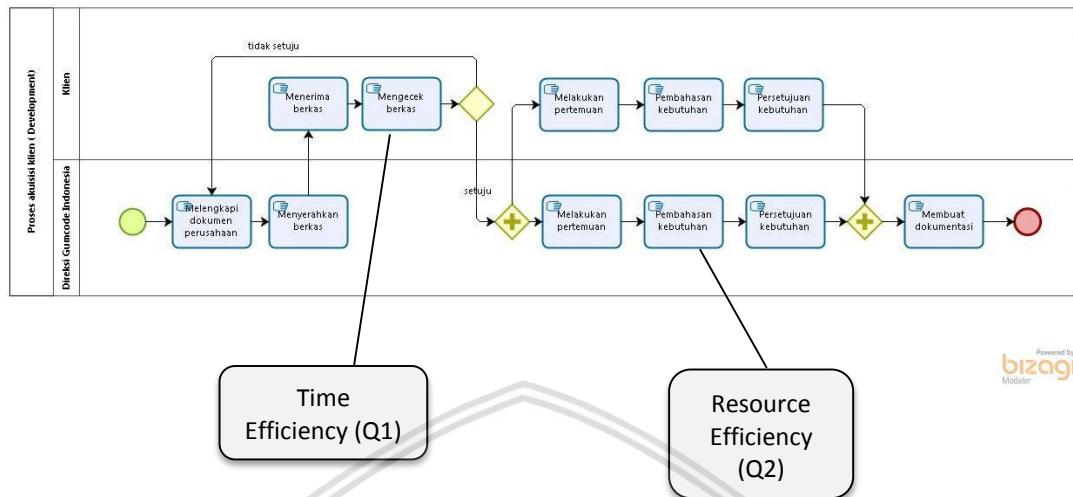 Proses akuisisi klien ( Development)
Klien
tidak setuju
Menerima
berkas
Mengecek
berkas
Melakukan
pertemuan
Pembahasan
kebutuhan
Persetujuan
kebutuhan
Direksi Gumcode Indonesia
Melengkapi
dokumen
perusahaan
Menyerahkan
berkas
setuju
Melakukan
pertemuan
Pembahasan
kebutuhan
Persetujuan
kebutuhan
Membuat
dokumentasi
Time
Efficiency (Q1)
Resource
Efficiency
(Q2)
Powered by
bizagi
Modeler